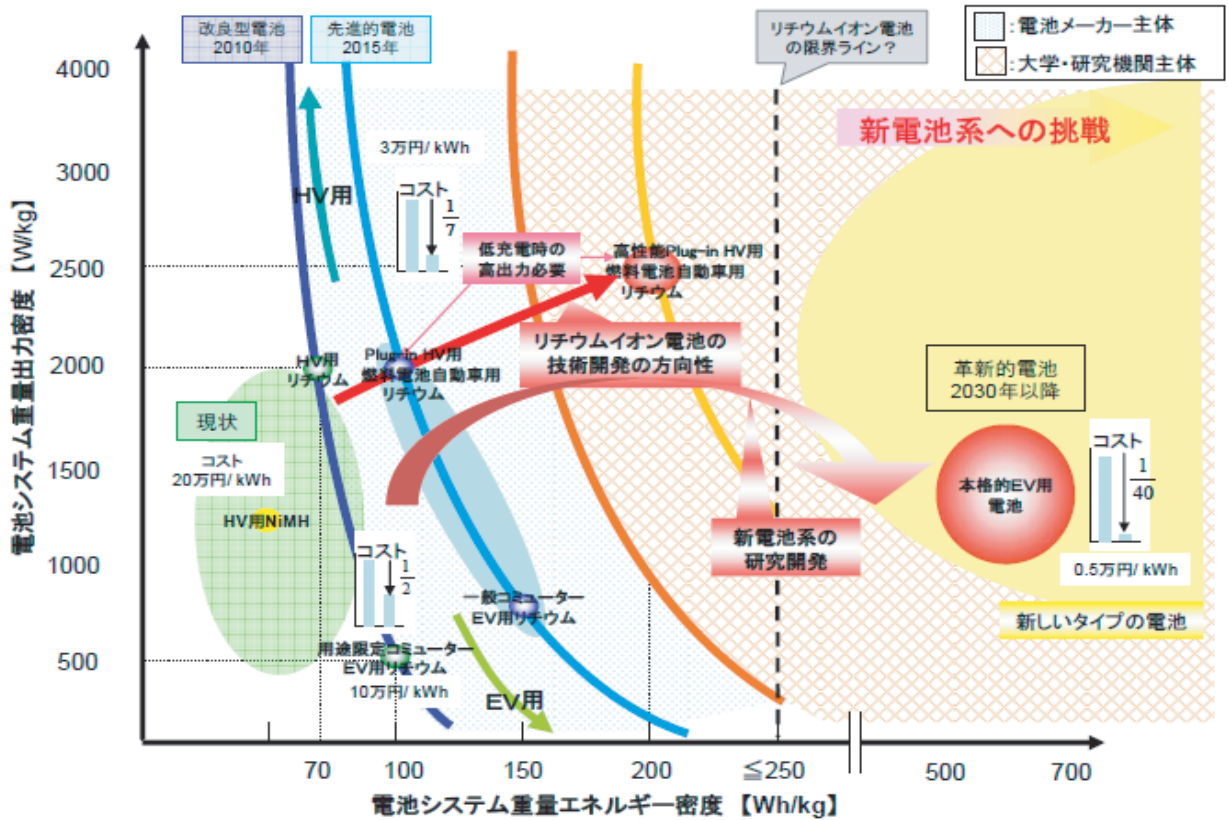 改良型電池
2010年
先進的電池
2015年
リチウムイオン電池
の限界ライン?
:電池メーカー主体
:大学・研究機関主体
電池システム重量出力密度 【W/kg】
4000
3000
2500
2000
1500
1000
500
新電池系への挑戦
HV用
3万円/kWh
コスト
1
7
低充電時の
高出力必要
高性能Plug-in HV用
燃料電池自動車用
リチウム
リチウムイオン電池の
技術開発の方向性
HV用
リチウム
Plug-in HV用
燃料電池自動車用
リチウム
現状
コスト
20万円/kWh
HV用NiMH
革新的電池
2030年以降
本格的EV用
電池
コスト
1
40
0.5万円/kWh
新電池系の
研究開発
コスト
1
2
一般コミューター
EV用リチウム
用途限定コミューター
EV用リチウム
10万円/kWh
EV用
新しいタイプの電池
70
100
150
200
≦250
500
700
電池システム重量エネルギー密度 【Wh/kg】